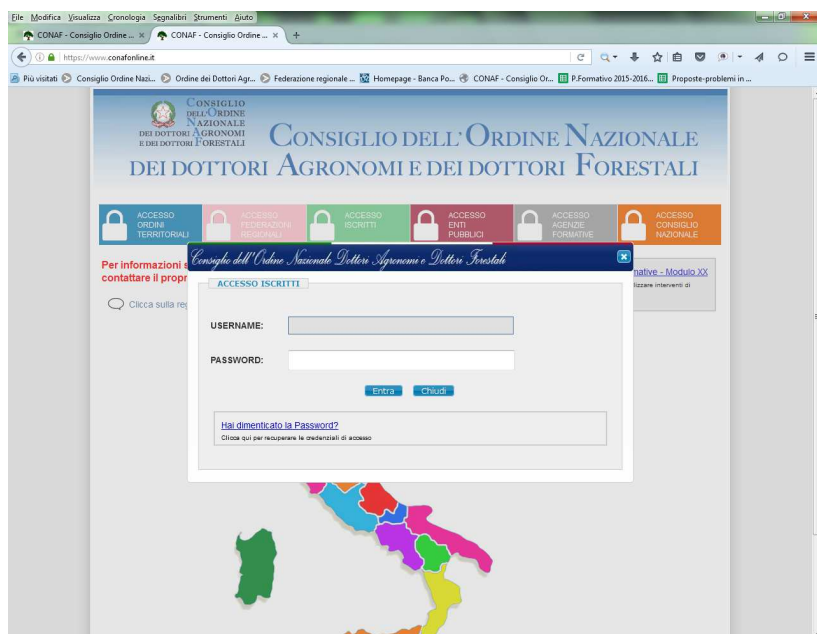 File Modifica Visualizza Cronologia Segnalibri Strumenti Aiuto
CONAF - Consiglio Ordine ... × CONAF - Consiglio Ordine ... × +
https://www.conafonline.it
Più visitati Consiglio Ordine Nazi... Ordine dei Dottori Agr... Federazione regionale ... Homepage - Banca Po... CONAF - Consiglio Or... P.Formativo 2015-2016... Proposte-problemi in ...
CONSIGLIO
DELL'ORDINE
NAZIONALE
DEI DOTTORI AGRONOMI
E DEI DOTTORI FORESTALI
CONSIGLIO DELL'ORDINE NAZIONALE
DEI DOTTORI AGRONOMI E DEI DOTTORI FORESTALI
ACCESSO
ORDINI
TERRITORIALI
ACCESSO
FEDERAZIONI
REGIONALI
ACCESSO
ISCRITTI
ACCESSO
ENTI
PUBBLICI
ACCESSO
AGENZIE
FORMATIVE
ACCESSO
CONSIGLIO
NAZIONALE
Per informazioni s
contattare il propr
Clicca sulla reg
mative - Modulo XX
lizzare interventi di
Consiglio dell'Ordine Nazionale Dottori Agronomi e Dottori Forestali
ACCESSO ISCRITTI
USERNAME:
PASSWORD:
Entra Chiudi
Hai dimenticato la Password?
Clicca qui per recuperare le credenziali di accesso